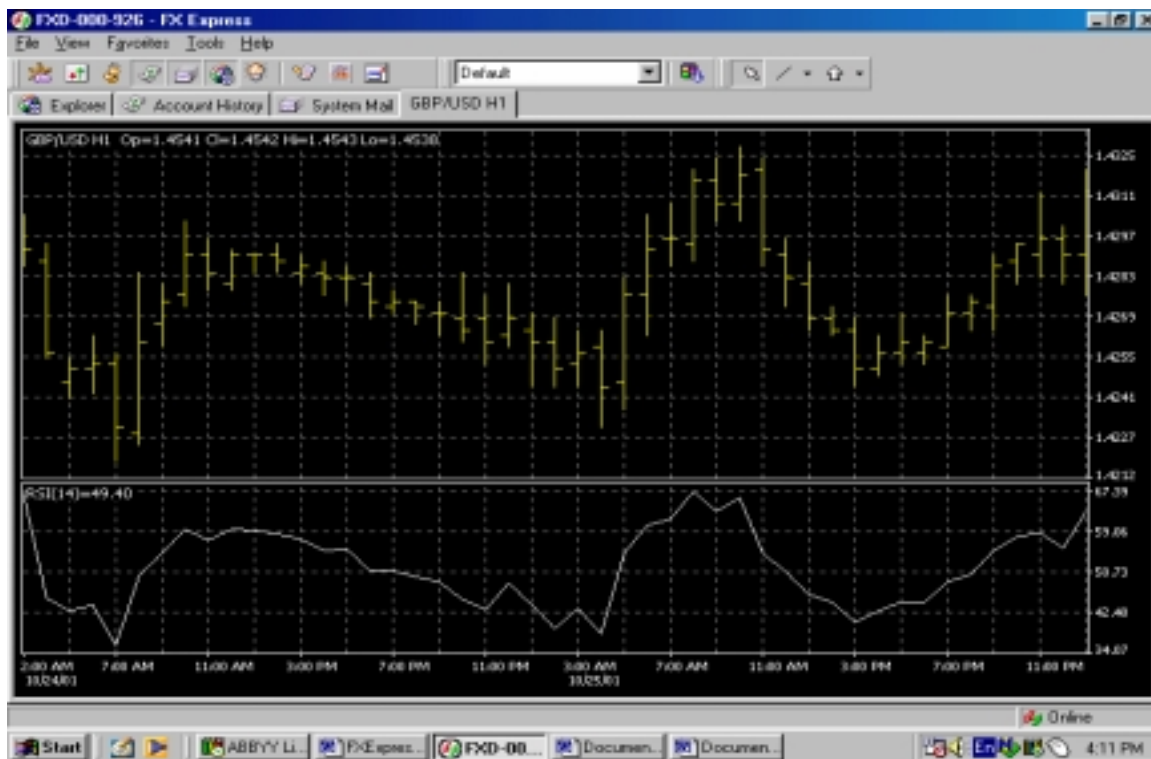 FXD-000-926 - FX Express
File View Favorites Tools Help
Default
Explorer Account History System Mail GBP/USD H1
GBP/USD H1 Op=1.4541 Cl=1.4542 Hi=1.4543 Lo=1.4538
1.4325
1.4311
1.4297
1.4283
1.4269
1.4255
1.4241
1.4227
1.4212
RSI(14)=49.40
67.39
59.06
50.73
42.40
34.07
3:00 AM 7:00 AM 11:00 AM 3:00 PM 7:00 PM 11:00 PM 3:00 AM 7:00 AM 11:00 AM 3:00 PM 7:00 PM 11:00 PM
10/24/01 10/25/01
Online
Start ABBYY Li... FXExpres... FXD-00... Documen... Documen... En 4:11 PM